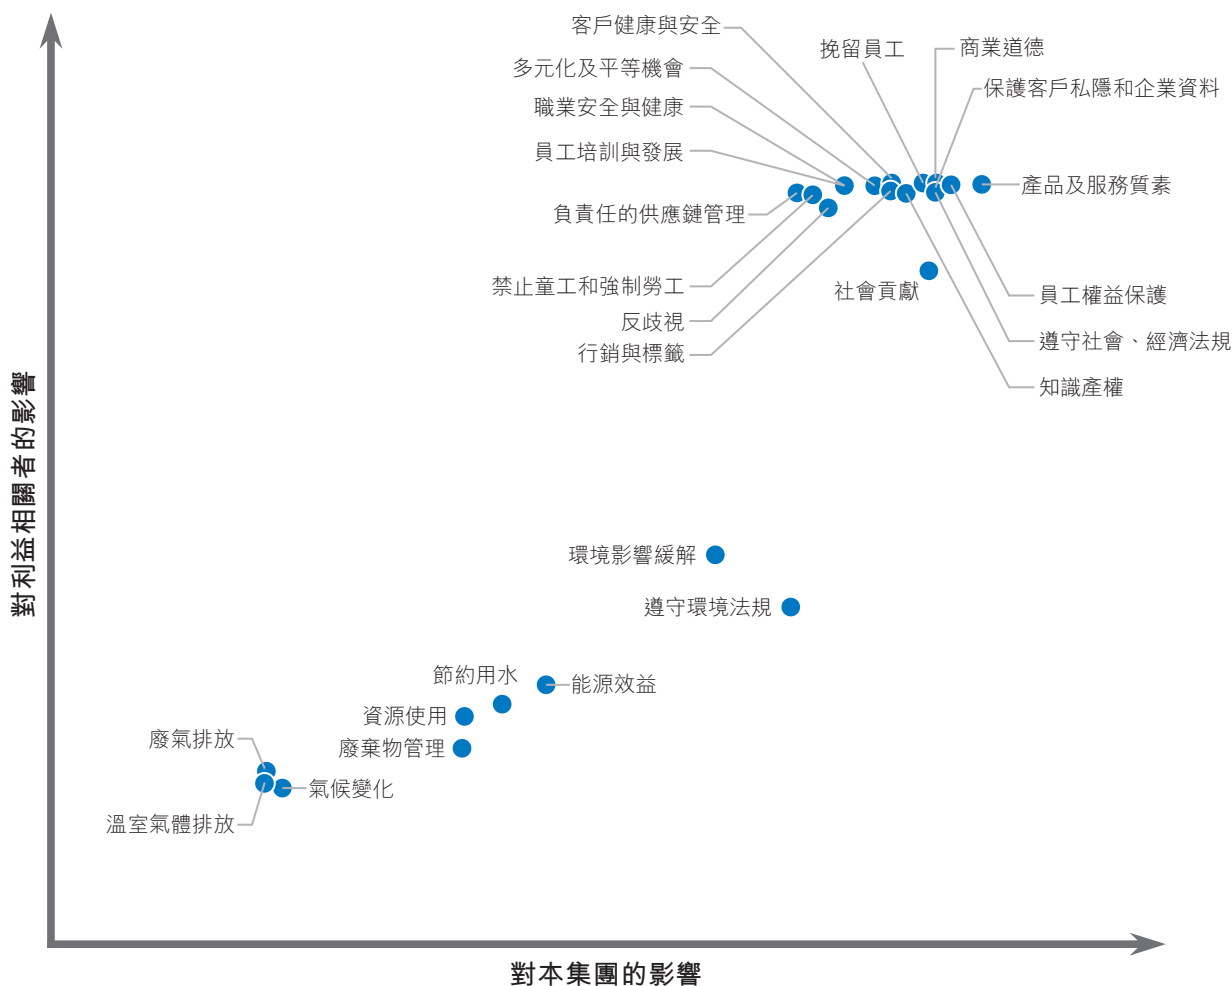 客戶健康與安全
挽留員工
商業道德
多元化及平等機會
保護客戶私隱和企業資料
職業安全與健康
員工培訓與發展
產品及服務質素
負責任的供應鏈管理
禁止童工和強制勞工
社會貢獻
員工權益保護
反歧視
遵守社會、經濟法規
行銷與標籤
知識產權
對利益相關者的影響
環境影響緩解
遵守環境法規
節約用水
能源效益
資源使用
廢氣排放
廢棄物管理
氣候變化
溫室氣體排放
對本集團的影響